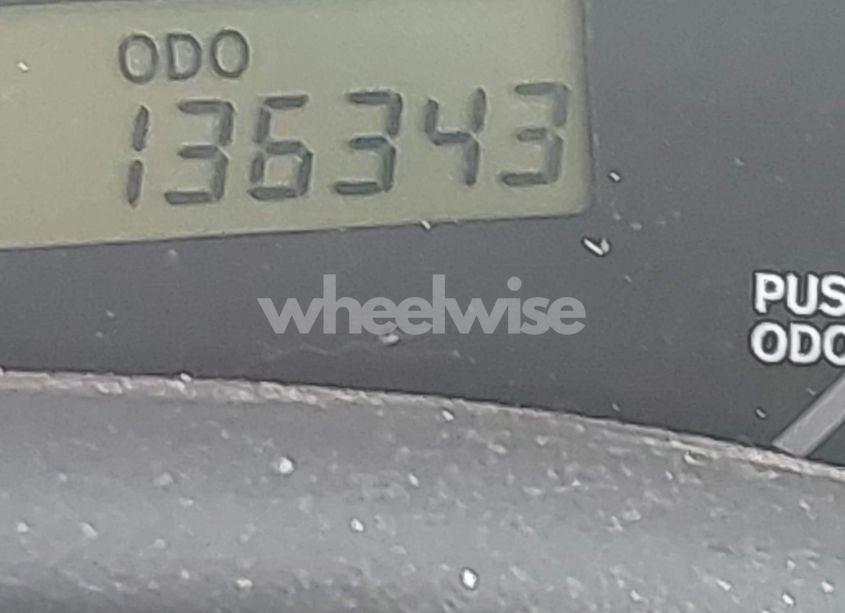 ODO
136343
wheelwise
PUS
ODO